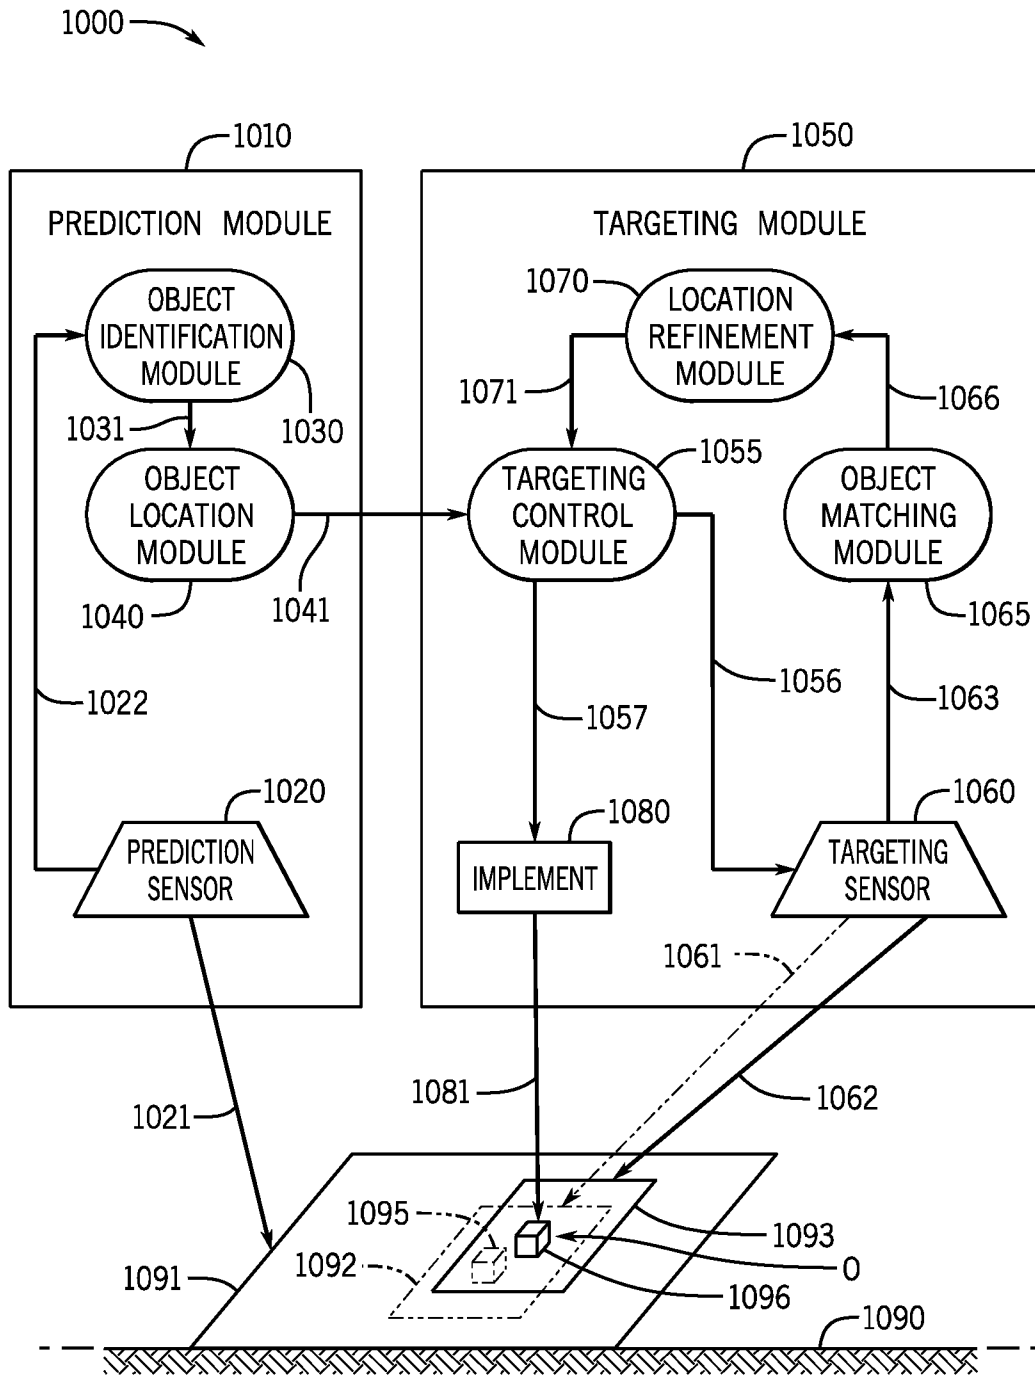 1000
1010
1050
PREDICTION MODULE
TARGETING MODULE
OBJECT
IDENTIFICATION
MODULE
1070
LOCATION
REFINEMENT
MODULE
1031
1030
1071
1066
OBJECT
LOCATION
MODULE
TARGETING
CONTROL
MODULE
1055
OBJECT
MATCHING
MODULE
1040
1041
1065
1022
1057
1056
1063
1020
1080
1060
PREDICTION
SENSOR
IMPLEMENT
TARGETING
SENSOR
1061
1021
1081
1062
1095
1092
1093
1091
1096
O
1090